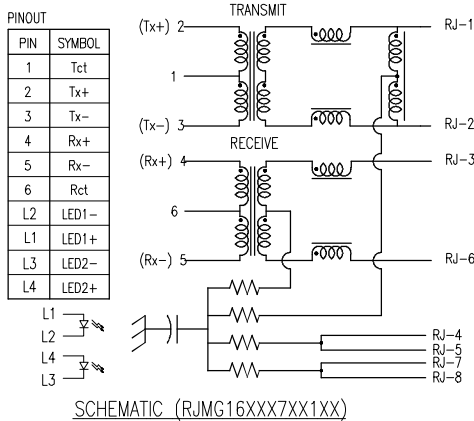 PINOUT
PIN SYMBOL
1 Tct
2 Tx+
3 Tx-
4 Rx+
5 Rx-
6 Rct
L2 LED1-
L1 LED1+
L3 LED2-
L4 LED2+
TRANSMIT
(Tx+) 2
RJ-1
1
(Tx-) 3
RJ-2
RECEIVE
(Rx+) 4
RJ-3
6
(Rx-) 5
RJ-6
L1
L2
L4
L3
RJ-4
RJ-5
RJ-7
RJ-8
SCHEMATIC (RJMG16XXX7XX1XX)